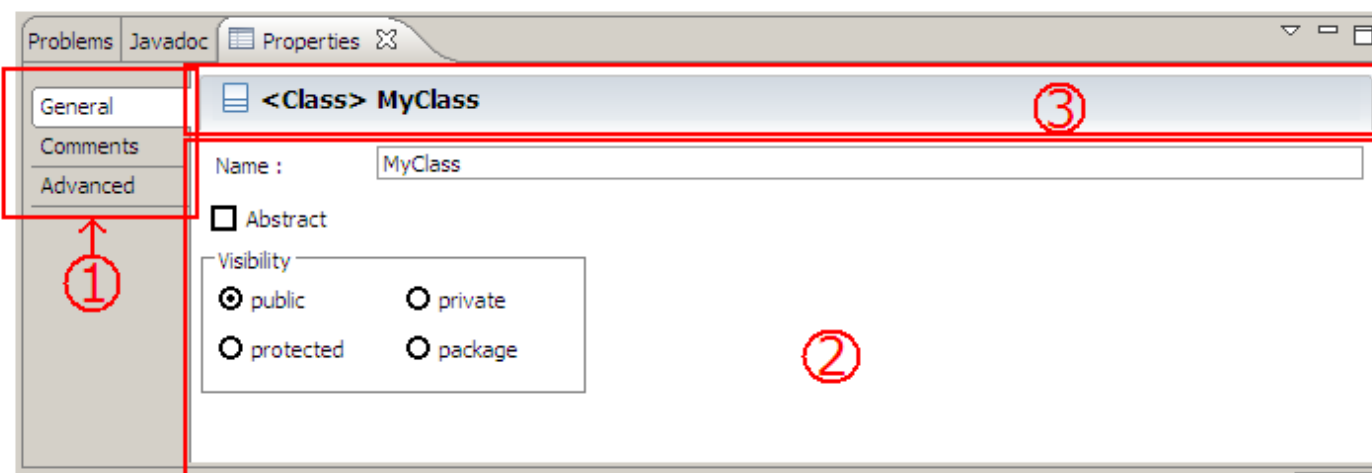 Problems Javadoc Properties
<Class> MyClass
③
General
Comments
Advanced
①
Name : MyClass
Abstract
Visibility
public private
protected package
②